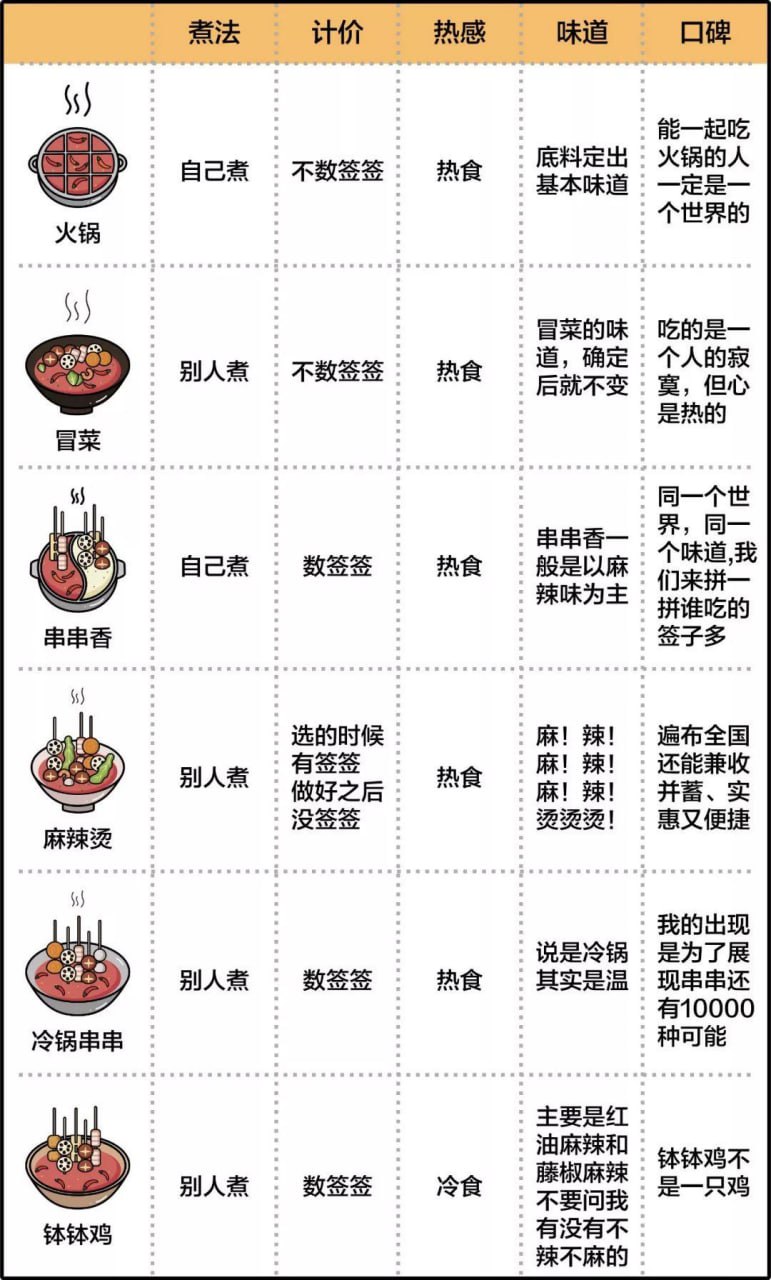 煮法 计价 热感 味道 口碑
火锅
自己煮
不数签签
热食
底料定出
基本味道
能一起吃
火锅的人
一定是一
个世界的
冒菜
别人煮
不数签签
热食
冒菜的味
道，确定
后就不变
吃的是一
个人的寂
寞，但心
是热的
串串香
自己煮
数签签
热食
串串香一
般是以麻
辣味为主
同一个世
界，同一
个味道,我
们来拼一
拼谁吃的
签子多
麻辣烫
别人煮
选的时候
有签签
做好之后
没签签
热食
麻！辣！
麻！辣！
麻！辣！
烫烫烫！
遍布全国
还能兼收
并蓄、实
惠又便捷
冷锅串串
别人煮
数签签
热食
说是冷锅
其实是温
我的出现
是为了展
现串串还
有10000
种可能
钵钵鸡
别人煮
数签签
冷食
主要是红
油麻辣和
藤椒麻辣
不要问我
有没有不
辣不麻的
钵钵鸡不
是一只鸡